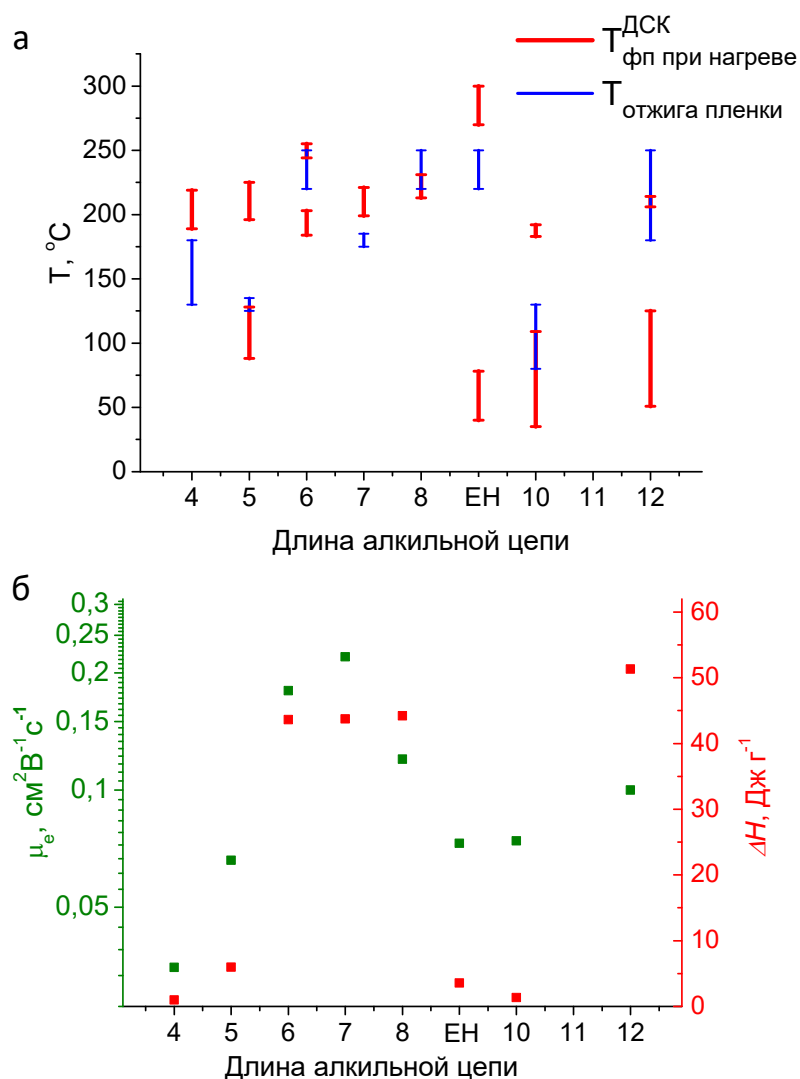 а
T ДСК фп при нагреве
T отжига пленки
300
250
200
150
100
50
0
T, °C
4 5 6 7 8 EH 10 11 12
Длина алкильной цепи
б
0,3
0,25
0,2
0,15
0,1
0,05
μe, см²В⁻¹с⁻¹
60
50
40
30
20
10
0
ΔH, Дж г⁻¹
4 5 6 7 8 EH 10 11 12
Длина алкильной цепи